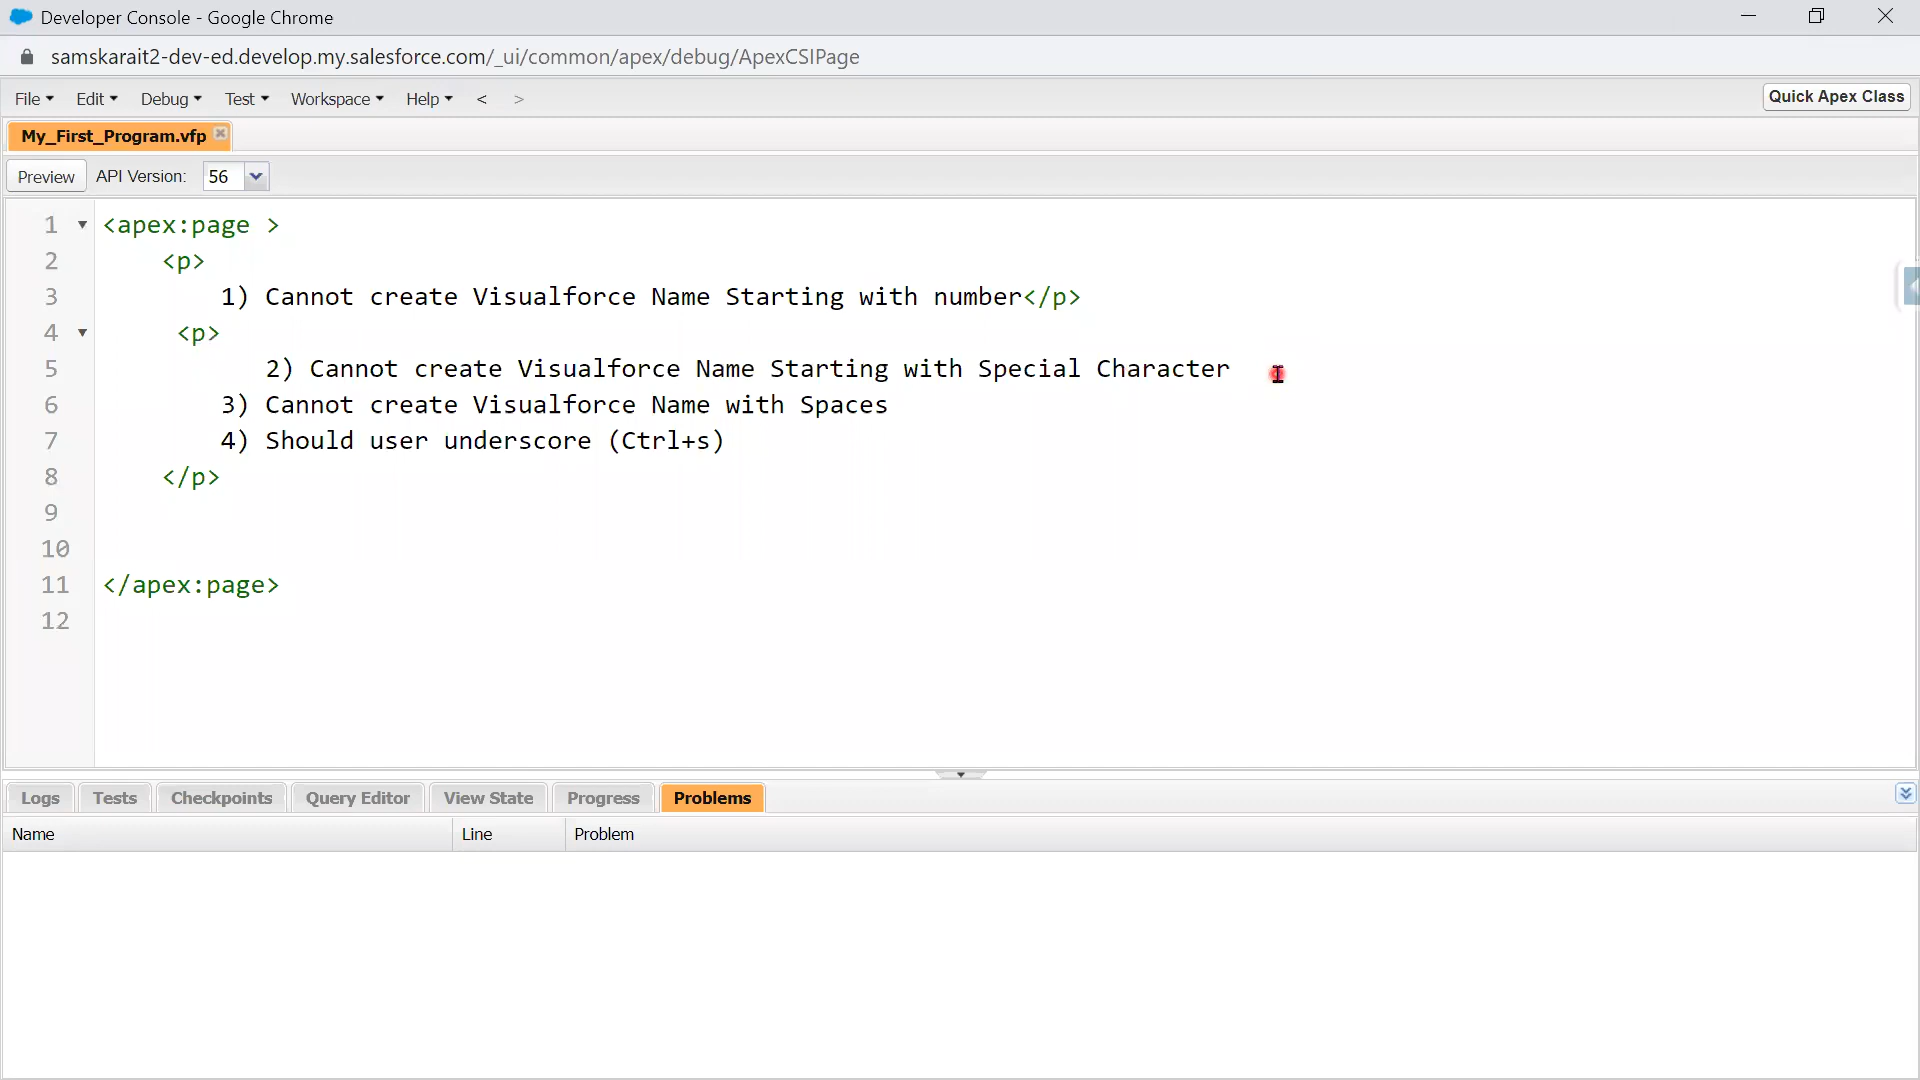 Developer Console - Google Chrome
samskarait2-dev-ed.develop.my.salesforce.com/_ui/common/apex/debug/ApexCSIPage
File Edit Debug Test Workspace Help < >
Quick Apex Class
My_First_Program.vfp
Preview API Version: 56
1 <apex:page >
2 <p>
3 1) Cannot create Visualforce Name Starting with number</p>
4 <p>
5 2) Cannot create Visualforce Name Starting with Special Character
6 3) Cannot create Visualforce Name with Spaces
7 4) Should user underscore (Ctrl+s)
8 </p>
9
10
11 </apex:page>
12
Logs Tests Checkpoints Query Editor View State Progress Problems
Name Line Problem